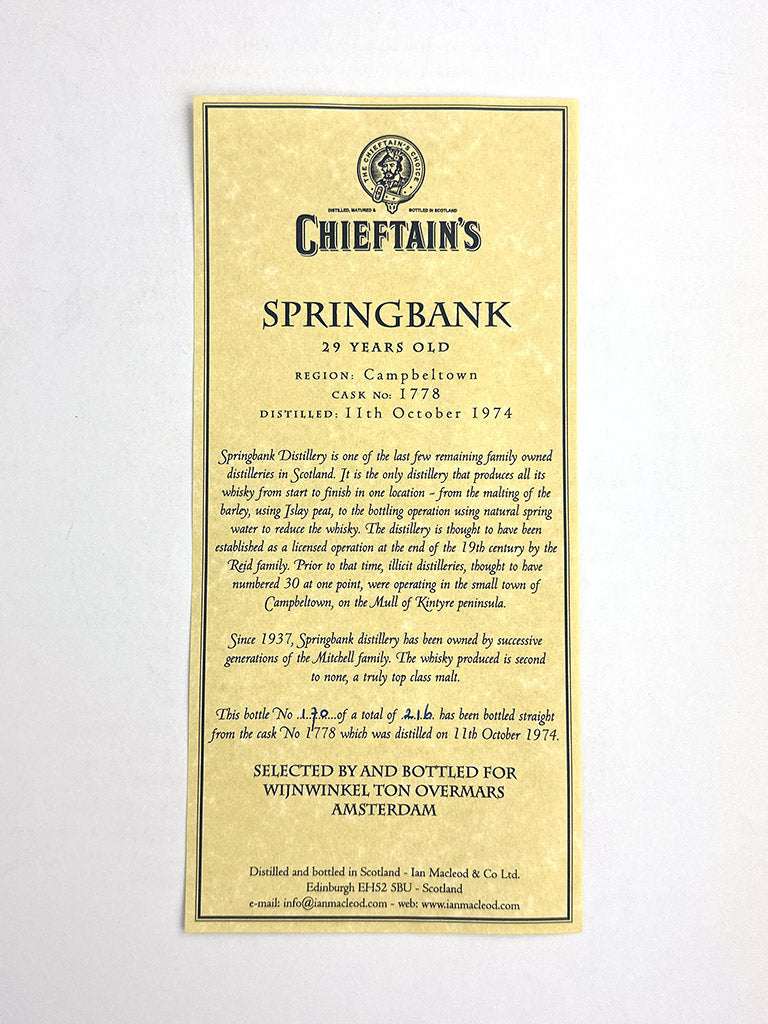 THE CHIEFTAIN'S CHOICE
DISTILLED, MATURED & BOTTLED IN SCOTLAND
CHIEFTAIN'S
SPRINGBANK
29 YEARS OLD
REGION: Campbeltown
CASK No: 1778
DISTILLED: 11th October 1974
Springbank Distillery is one of the last few remaining family owned
distilleries in Scotland. It is the only distillery that produces all its
whisky from start to finish in one location - from the malting of the
barley, using Islay peat, to the bottling operation using natural spring
water to reduce the whisky. The distillery is thought to have been
established as a licensed operation at the end of the 19th century by the
Reid family. Prior to that time, illicit distilleries, thought to have
numbered 30 at one point, were operating in the small town of
Campbeltown, on the Mull of Kintyre peninsula.
Since 1937, Springbank distillery has been owned by successive
generations of the Mitchell family. The whisky produced is second
to none, a truly top class malt.
This bottle No ..170...of a total of .216. has been bottled straight
from the cask No 1778 which was distilled on 11th October 1974.
SELECTED BY AND BOTTLED FOR
WIJNWINKEL TON OVERMARS
AMSTERDAM
Distilled and bottled in Scotland - Ian Macleod & Co Ltd.
Edinburgh EH52 5BU - Scotland
e-mail: info@ianmacleod.com - web: www.ianmacleod.com